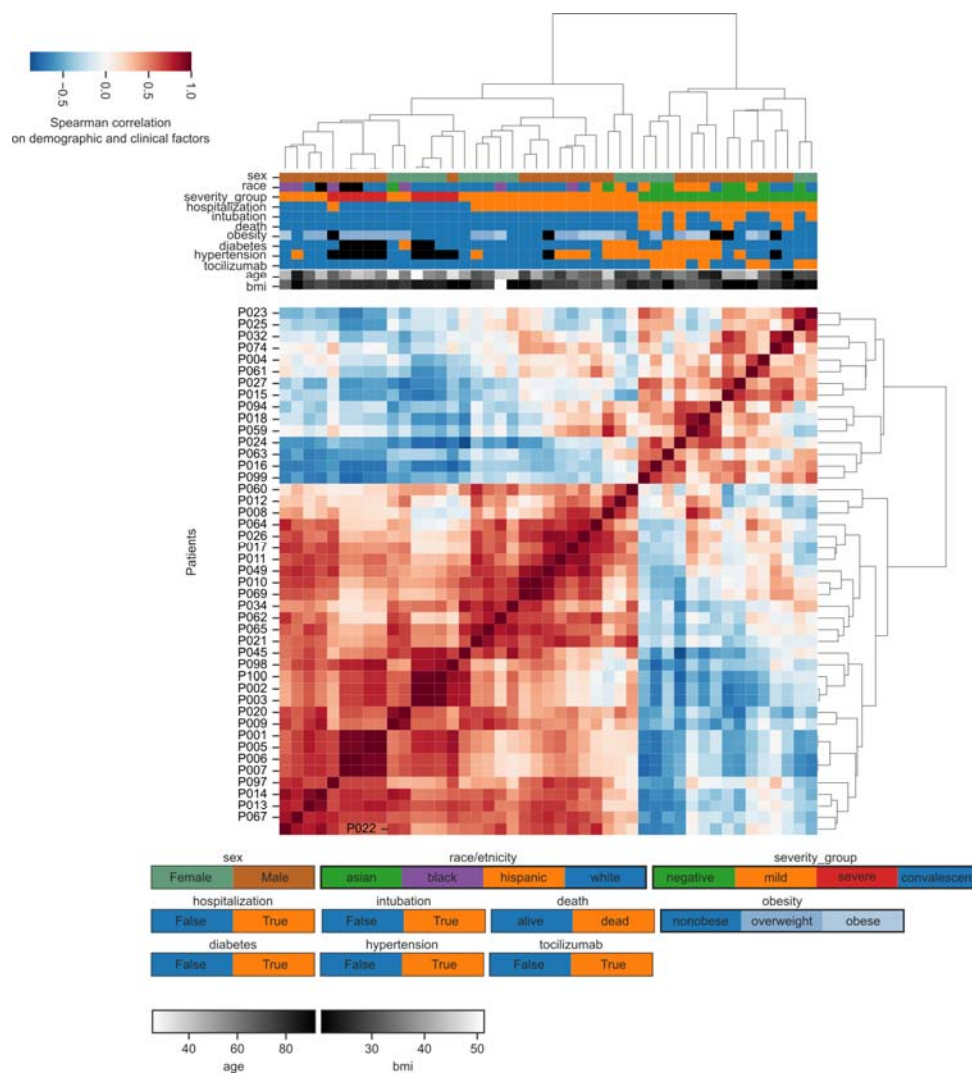 -0.5 0.0 0.5 1.0
Spearman correlation
on demographic and clinical factors
sex
race
severity_group
hospitalization
intubation
death
obesity
diabetes
hypertension
tocilizumab
age
bmi
P023
P025
P032
P074
P004
P061
P027
P015
P094
P018
P059
P024
P063
P016
P099
P060
P012
P008
P064
P026
P017
P011
P049
P010
P069
P034
P062
P065
P021
P045
P098
P100
P002
P003
P020
P009
P001
P005
P006
P007
P097
P014
P013
P067
P022
Patients
sex race/etnicity severity_group
Female Male asian black hispanic white negative mild severe convalescent
hospitalization intubation death obesity
False True False True alive dead nonobese overweight obese
diabetes hypertension tocilizumab
False True False True False True
40 60 80 30 40 50
age bmi